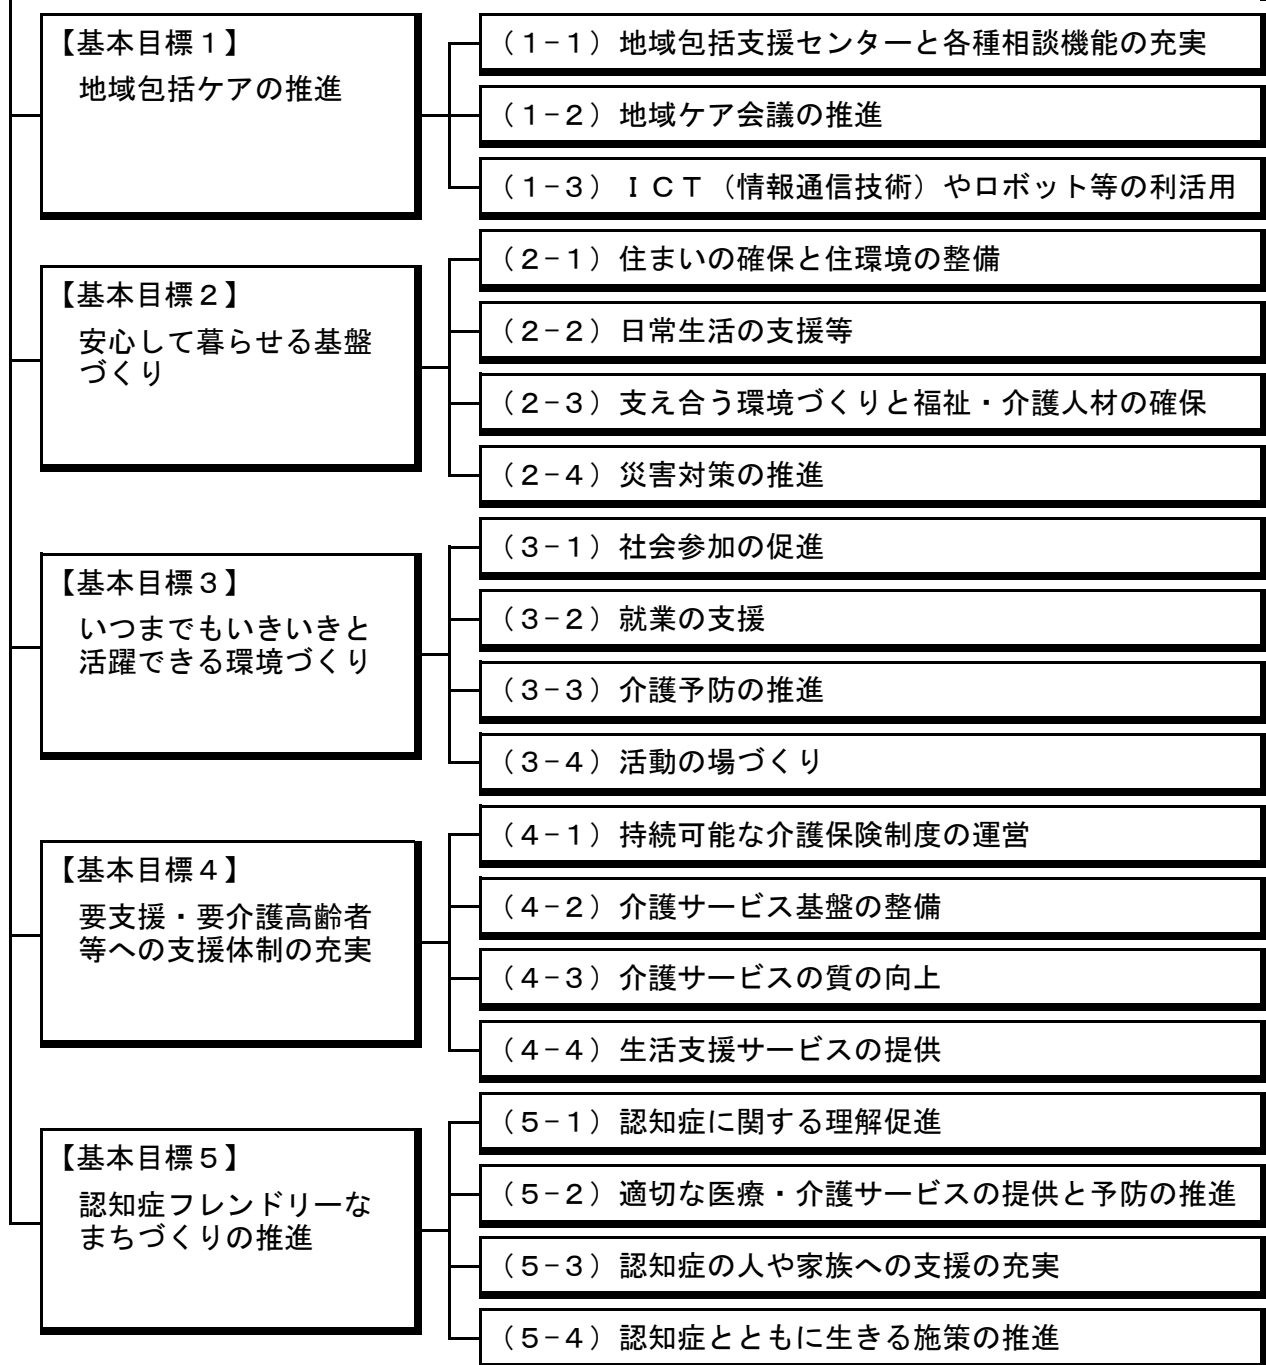 【基本目標１】
地域包括ケアの推進
（１−１）地域包括支援センターと各種相談機能の充実
（１−２）地域ケア会議の推進
（１−３）ＩＣＴ（情報通信技術）やロボット等の利活用
【基本目標２】
安心して暮らせる基盤
づくり
（２−１）住まいの確保と住環境の整備
（２−２）日常生活の支援等
（２−３）支え合う環境づくりと福祉・介護人材の確保
（２−４）災害対策の推進
【基本目標３】
いつまでもいきいきと
活躍できる環境づくり
（３−１）社会参加の促進
（３−２）就業の支援
（３−３）介護予防の推進
（３−４）活動の場づくり
【基本目標４】
要支援・要介護高齢者
等への支援体制の充実
（４−１）持続可能な介護保険制度の運営
（４−２）介護サービス基盤の整備
（４−３）介護サービスの質の向上
（４−４）生活支援サービスの提供
【基本目標５】
認知症フレンドリーな
まちづくりの推進
（５−１）認知症に関する理解促進
（５−２）適切な医療・介護サービスの提供と予防の推進
（５−３）認知症の人や家族への支援の充実
（５−４）認知症とともに生きる施策の推進